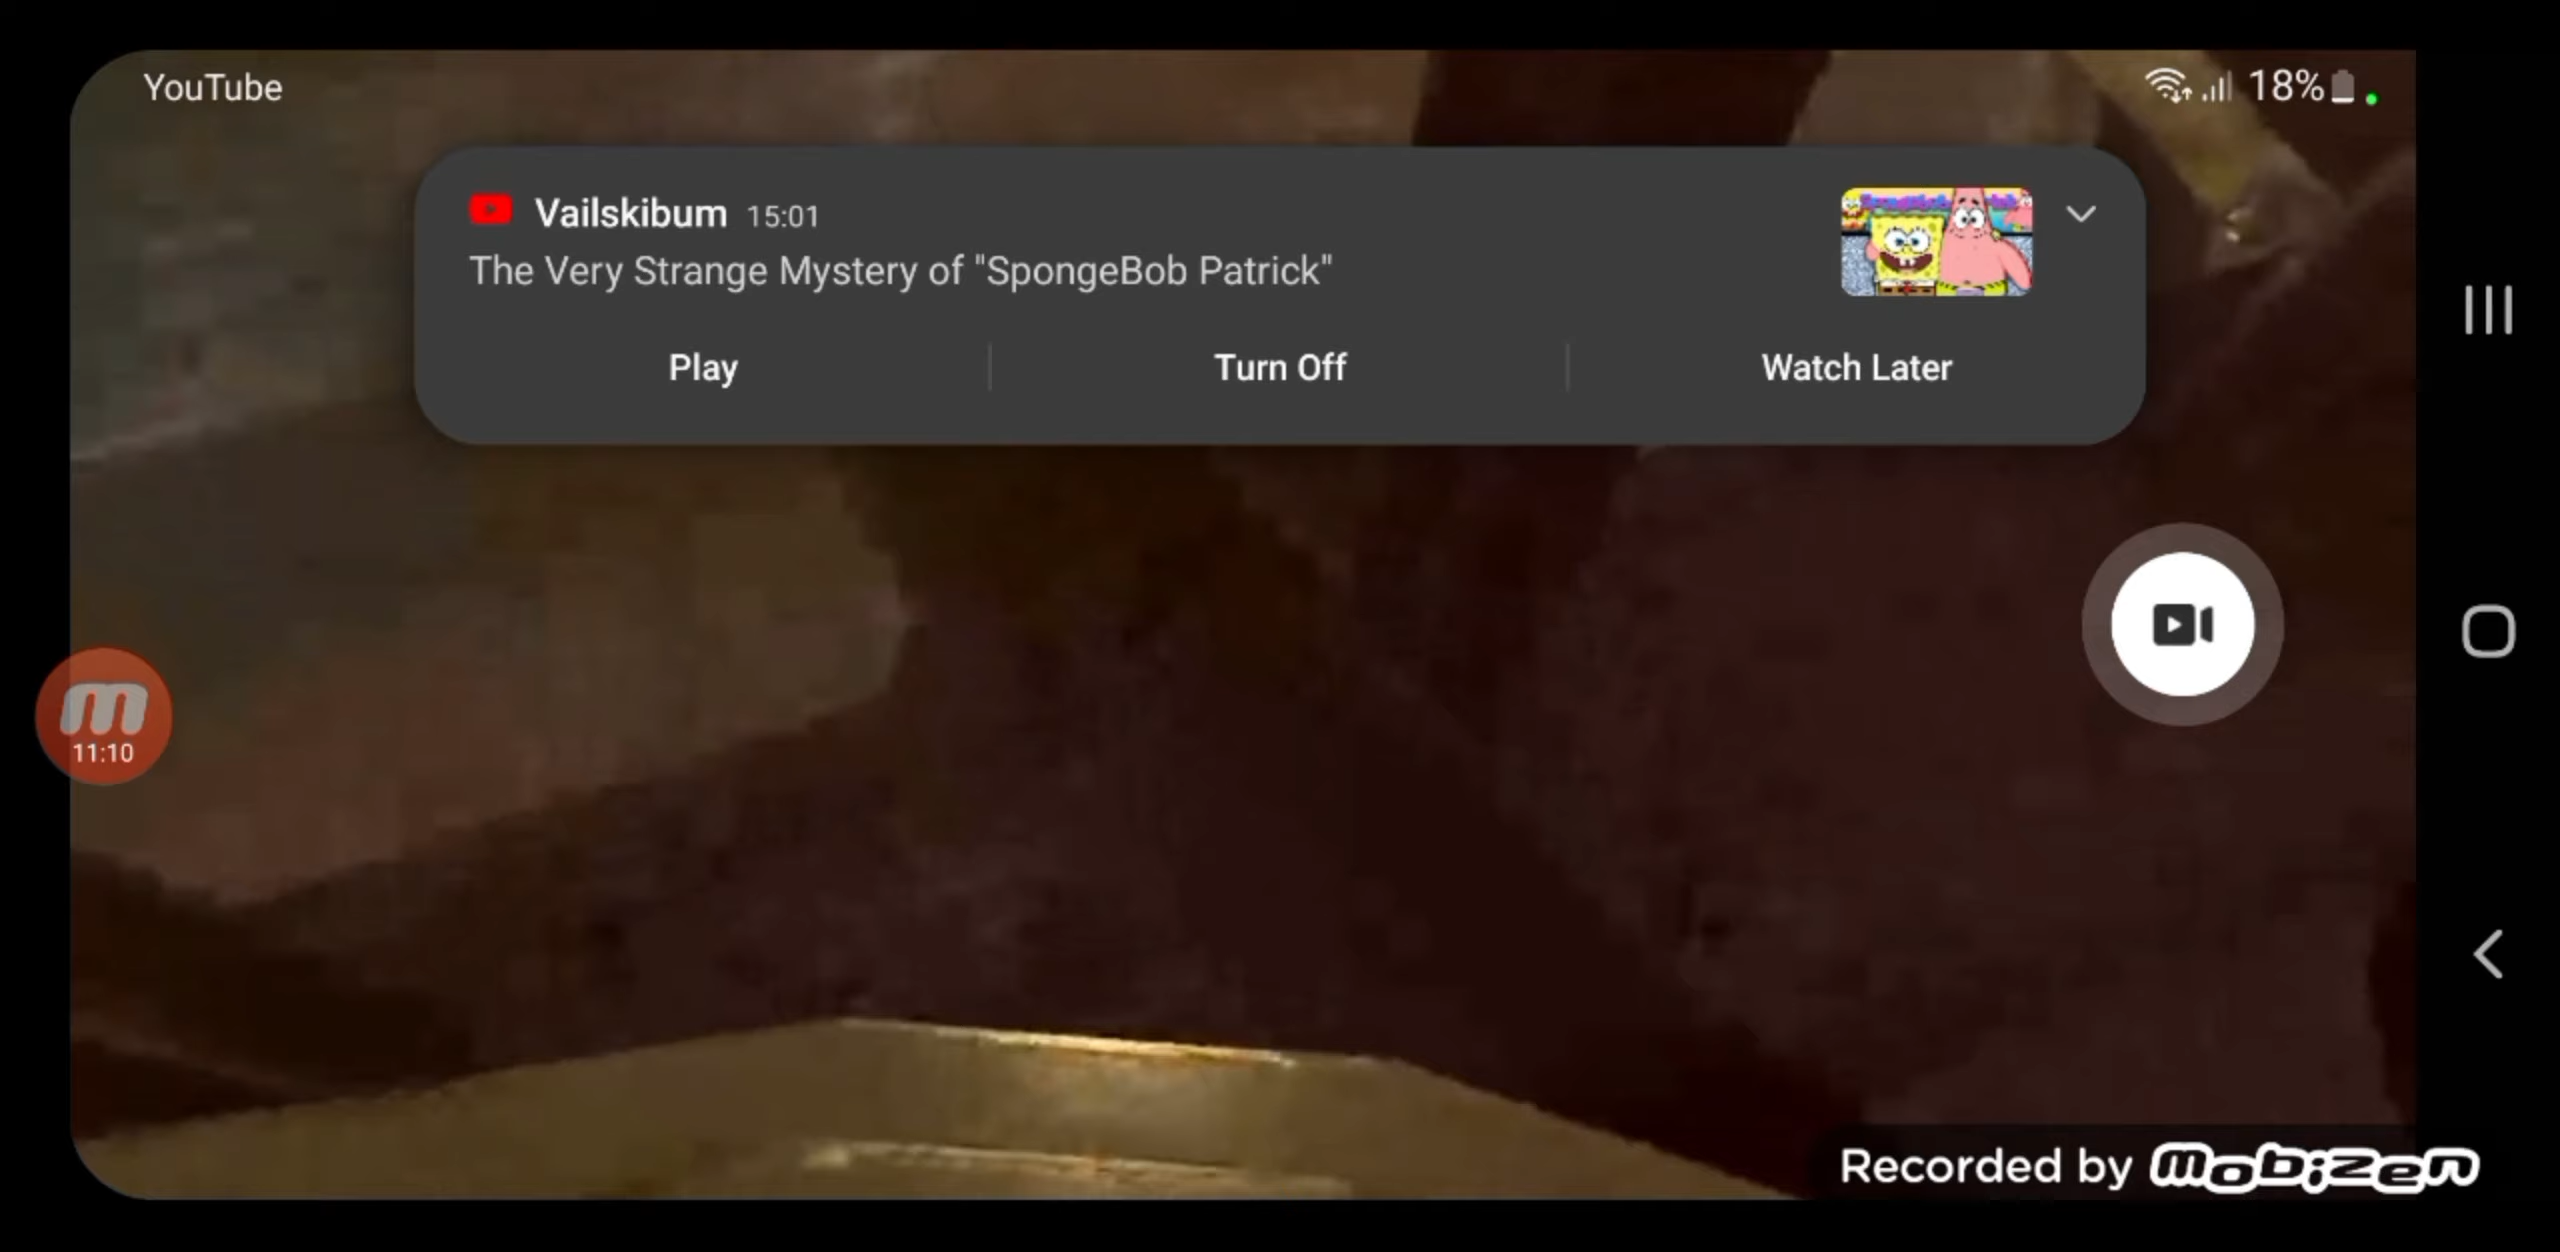 YouTube
18%
Vailskibum 15:01
The Very Strange Mystery of "SpongeBob Patrick"
Play
Turn Off
Watch Later
m
11:10
Recorded by mobizen